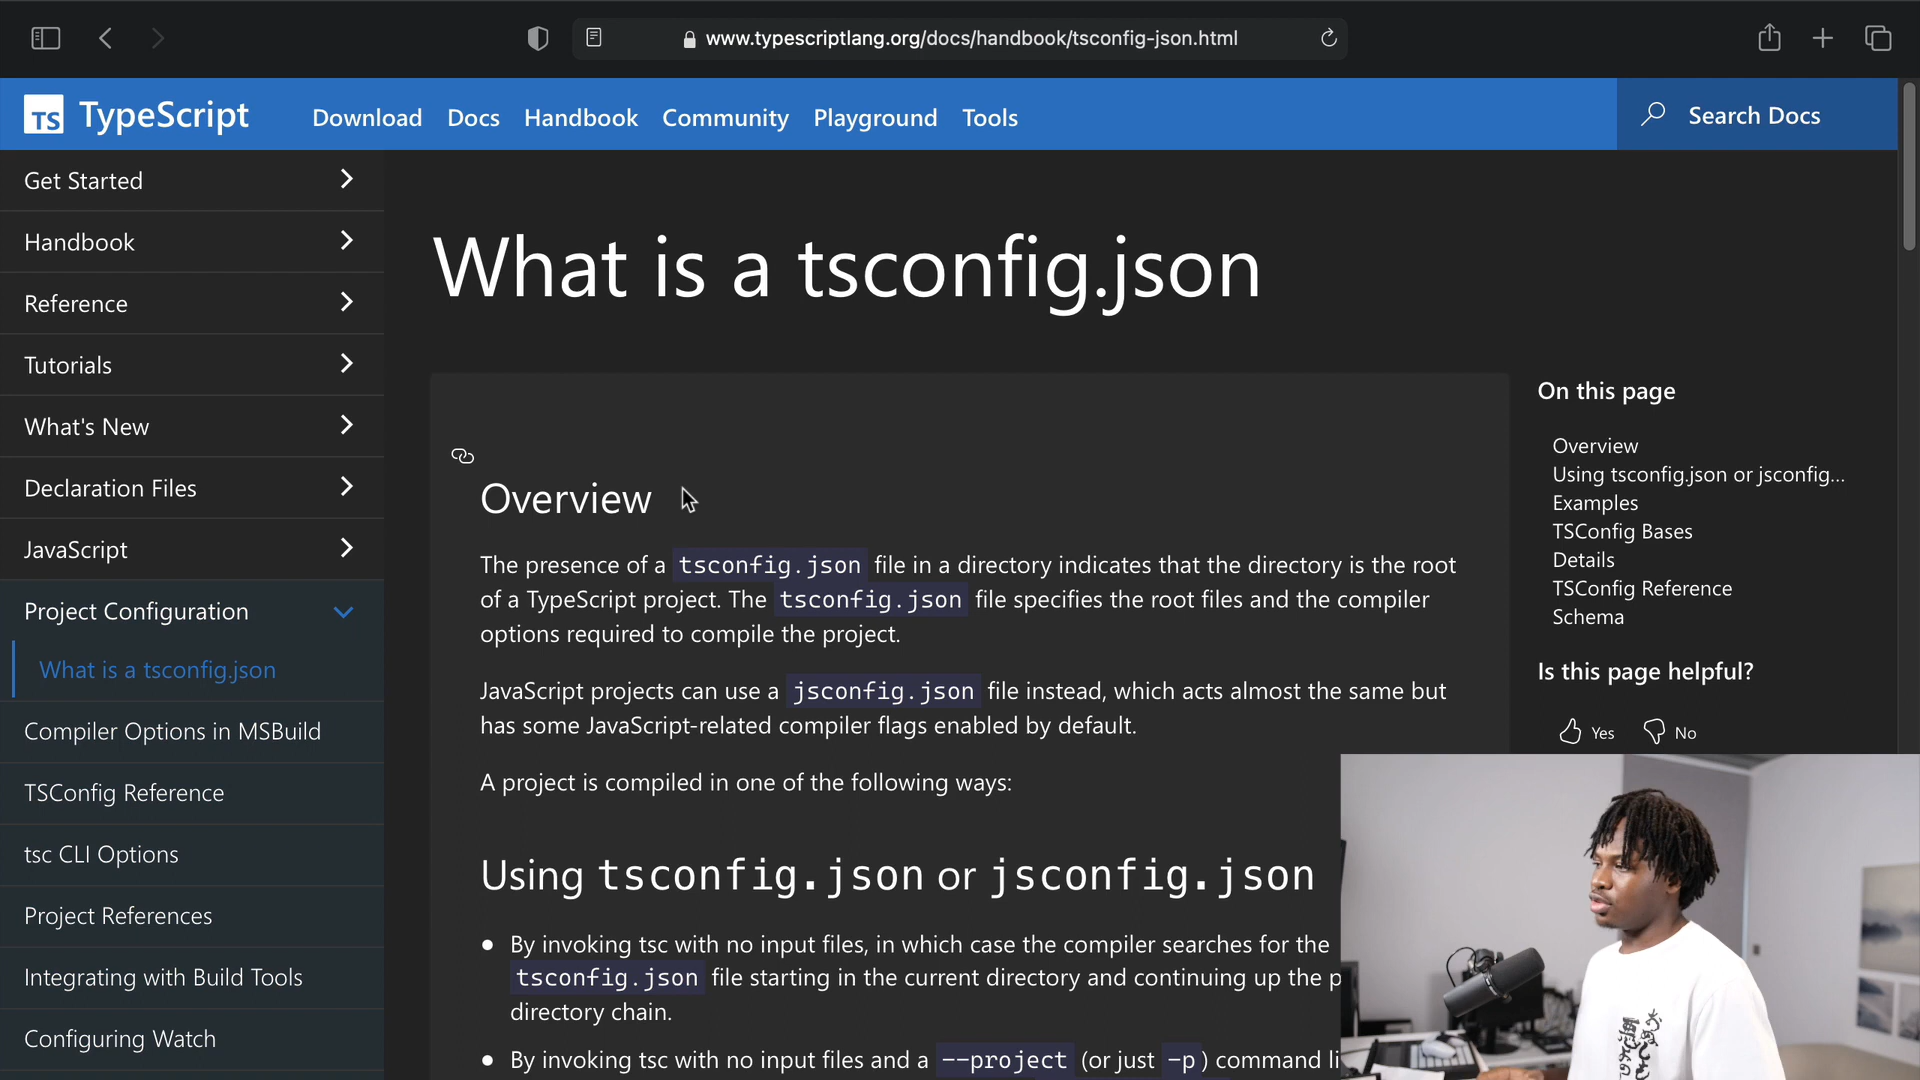 www.typescriptlang.org/docs/handbook/tsconfig-json.html
TS TypeScript
Download Docs Handbook Community Playground Tools
Search Docs
Get Started
Handbook
Reference
Tutorials
What's New
Declaration Files
JavaScript
Project Configuration
What is a tsconfig.json
Compiler Options in MSBuild
TSConfig Reference
tsc CLI Options
Project References
Integrating with Build Tools
Configuring Watch
What is a tsconfig.json
Overview
The presence of a tsconfig.json file in a directory indicates that the directory is the root
of a TypeScript project. The tsconfig.json file specifies the root files and the compiler
options required to compile the project.
JavaScript projects can use a jsconfig.json file instead, which acts almost the same but
has some JavaScript-related compiler flags enabled by default.
A project is compiled in one of the following ways:
Using tsconfig.json or jsconfig.json
By invoking tsc with no input files, in which case the compiler searches for the
tsconfig.json file starting in the current directory and continuing up the p
directory chain.
By invoking tsc with no input files and a --project (or just -p) command li
On this page
Overview
Using tsconfig.json or jsconfig...
Examples
TSConfig Bases
Details
TSConfig Reference
Schema
Is this page helpful?
Yes No